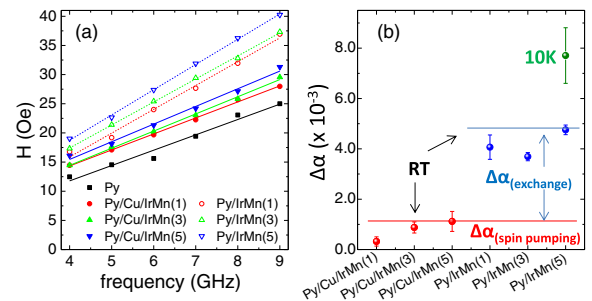 (a)
H (Oe)
40
35
30
25
20
15
10
5
0
Py
Py/Cu/IrMn(1)
Py/IrMn(1)
Py/Cu/IrMn(3)
Py/IrMn(3)
Py/Cu/IrMn(5)
Py/IrMn(5)
4 5 6 7 8 9
frequency (GHz)
(b)
Δα (x 10⁻³)
8.0
6.0
4.0
2.0
0.0
10K
RT
Δα(exchange)
Δα(spin pumping)
Py/Cu/IrMn(1)
Py/Cu/IrMn(3)
Py/Cu/IrMn(5)
Py/IrMn(1)
Py/IrMn(3)
Py/IrMn(5)